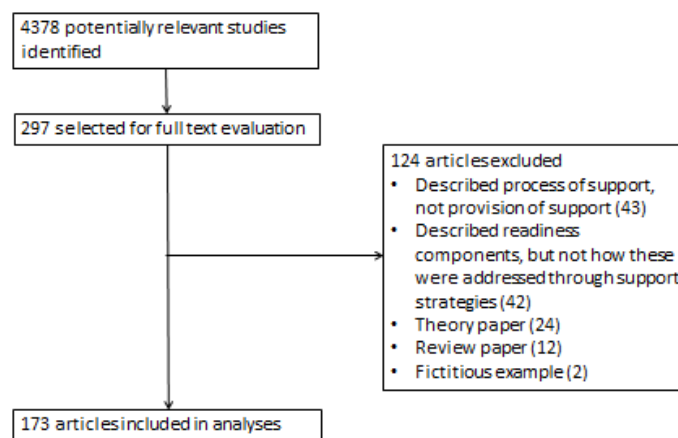 4378 potentially relevant studies
identified
297 selected for full text evaluation
124 articles excluded
• Described process of support,
not provision of support (43)
• Described readiness
components, but not how these
were addressed through support
strategies (42)
• Theory paper (24)
• Review paper (12)
• Fictitious example (2)
173 articles included in analyses